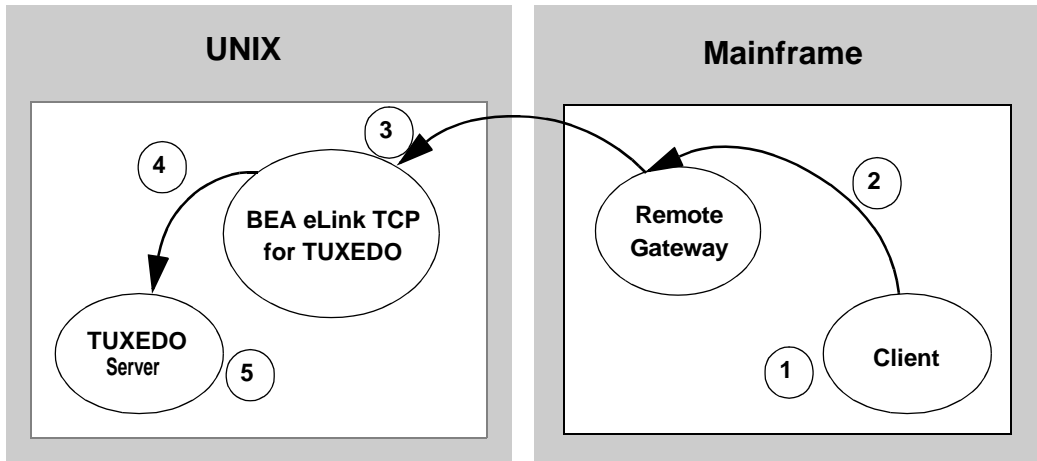 UNIX
3
4
BEA eLink TCP
for TUXEDO
TUXEDO
Server
5
Mainframe
2
Remote
Gateway
1
Client